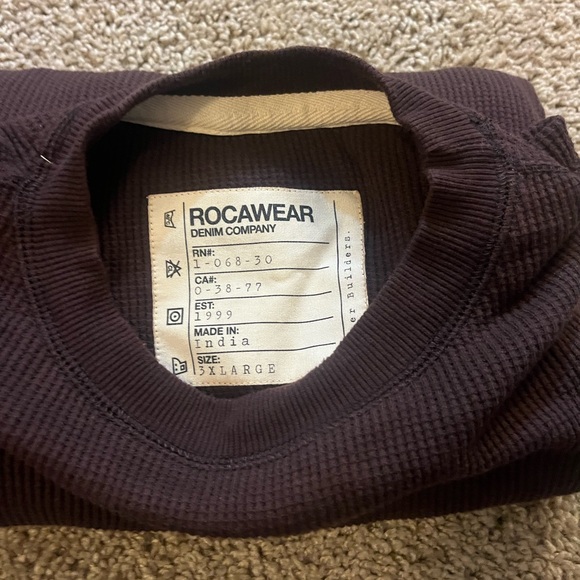 ROCAWEAR
DENIM COMPANY
RN#:
1-068-30
CA#:
0-38-77
EST:
1999
MADE IN:
India
SIZE:
3XLARGE
er Builders.